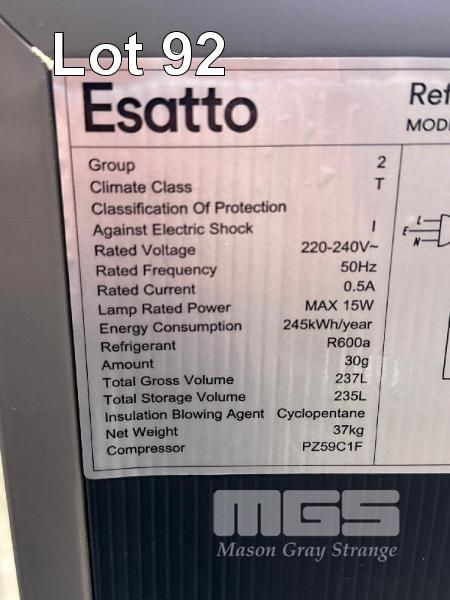 Lot 92
Esatto
Ref
MODE
Group 2
Climate Class T
Classification Of Protection
Against Electric Shock I
Rated Voltage 220-240V~
Rated Frequency 50Hz
Rated Current 0.5A
Lamp Rated Power MAX 15W
Energy Consumption 245kWh/year
Refrigerant R600a
Amount 30g
Total Gross Volume 237L
Total Storage Volume 235L
Insulation Blowing Agent Cyclopentane
Net Weight 37kg
Compressor PZ59C1F
L
E
N
MGS
Mason Gray Strange